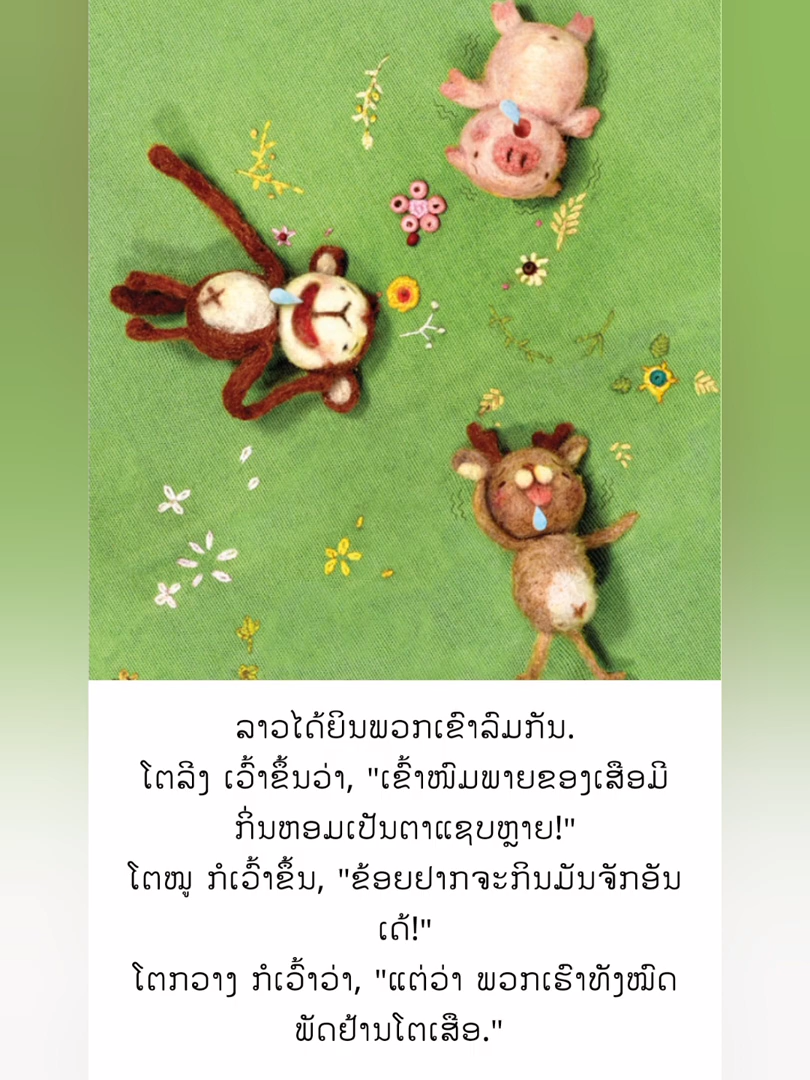 ລາວໄດ້ຍິນພວກເຂົາລົມກັນ.
ໂຕລີງ ເວົ້າຂຶ້ນວ່າ, "ເຂົ້າໜົມພາຍຂອງເສືອມີ
ກິ່ນຫອມເປັນຕາແຊບຫຼາຍ!"
ໂຕໝູ ກໍເວົ້າຂຶ້ນ, "ຂ້ອຍຢາກຈະກິນມັນຈັກອັນ
ເດ້!"
ໂຕກວາງ ກໍເວົ້າວ່າ, "ແຕ່ວ່າ ພວກເຮົາທັງໝົດ
ພັດຢ້ານໂຕເສືອ."